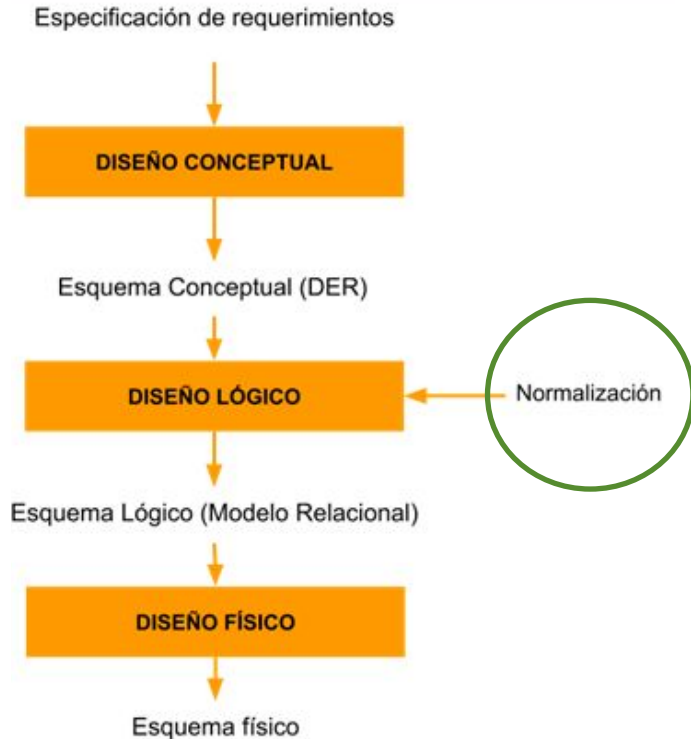 Especificación de requerimientos
DISEÑO CONCEPTUAL
Esquema Conceptual (DER)
DISEÑO LÓGICO
Normalización
Esquema Lógico (Modelo Relacional)
DISEÑO FÍSICO
Esquema físico